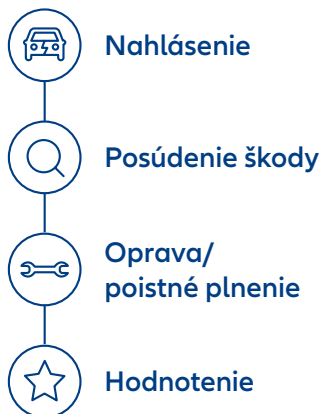 Nahlásenie
Posúdenie škody
Oprava/
poistné plnenie
Hodnotenie